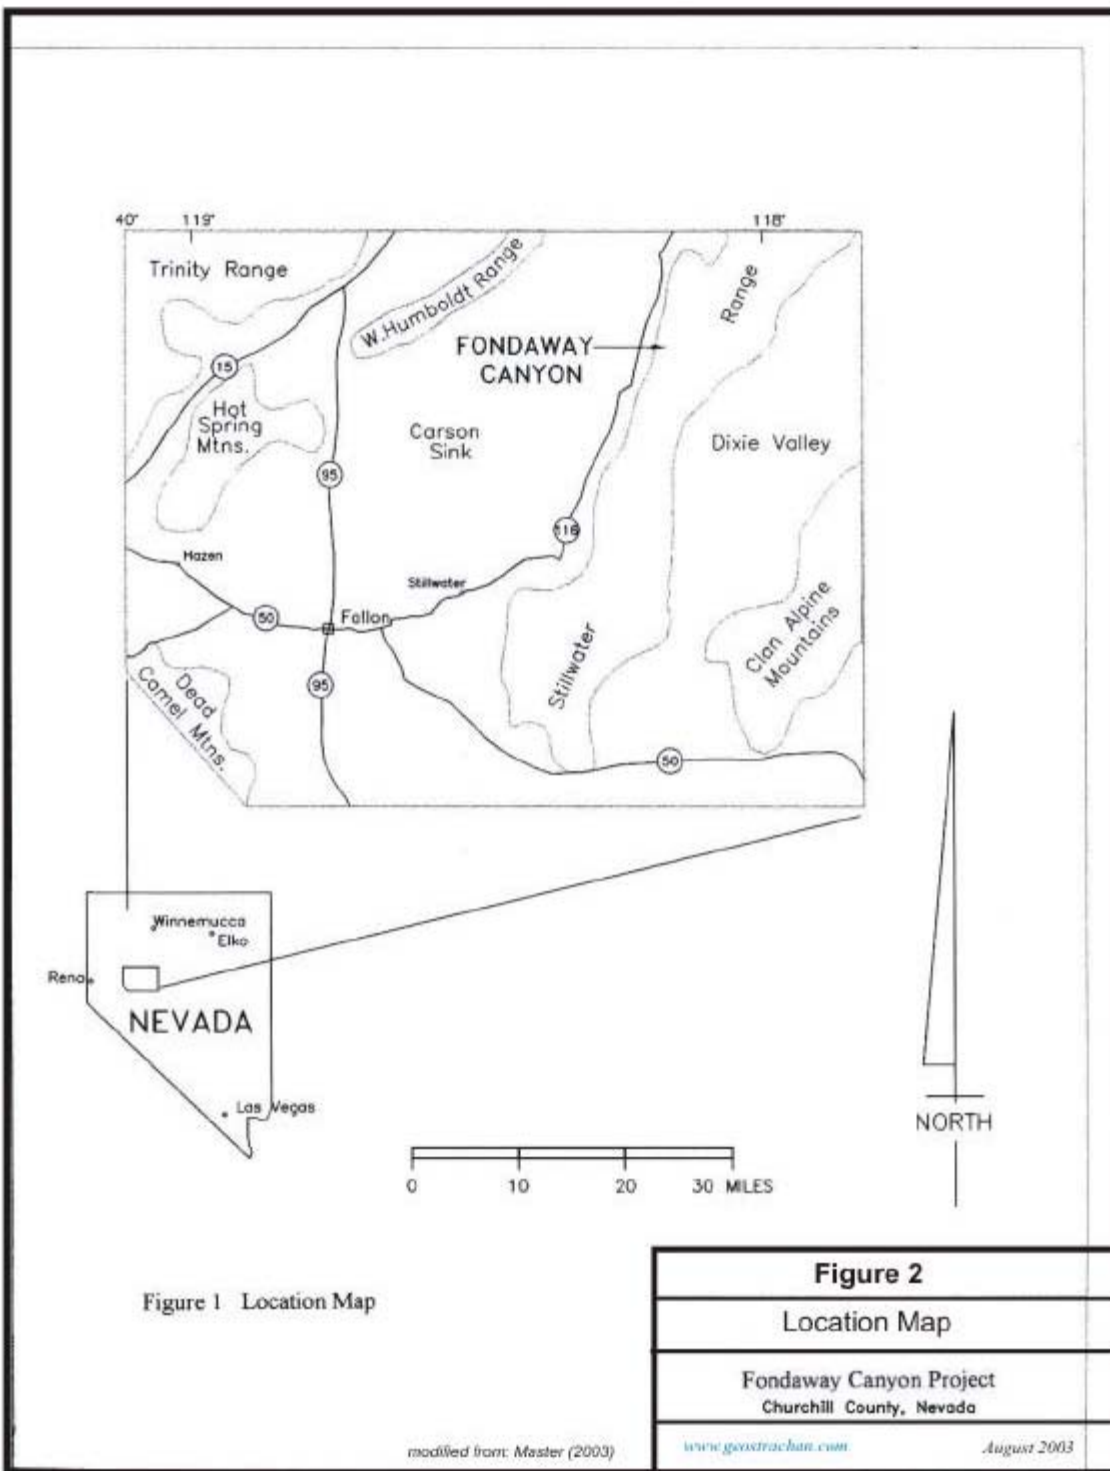 40° 119° 118°
Trinity Range
W. Humboldt Range
Range
FONDAWAY
CANYON
15
Hot
Spring
Mtns.
Carson
Sink
Dixie Valley
95
116
Hazen
Stillwater
50
Fallon
Clan Alpine
Mountains
Stillwater
95
Dead
Camel Mtns.
50
Winnemucca
Elko
Reno
NEVADA
Las Vegas
NORTH
0 10 20 30 MILES
Figure 1 Location Map
Figure 2
Location Map
Fondaway Canyon Project
Churchill County, Nevada
modified from: Master (2003)
www.geostrachan.com August 2003